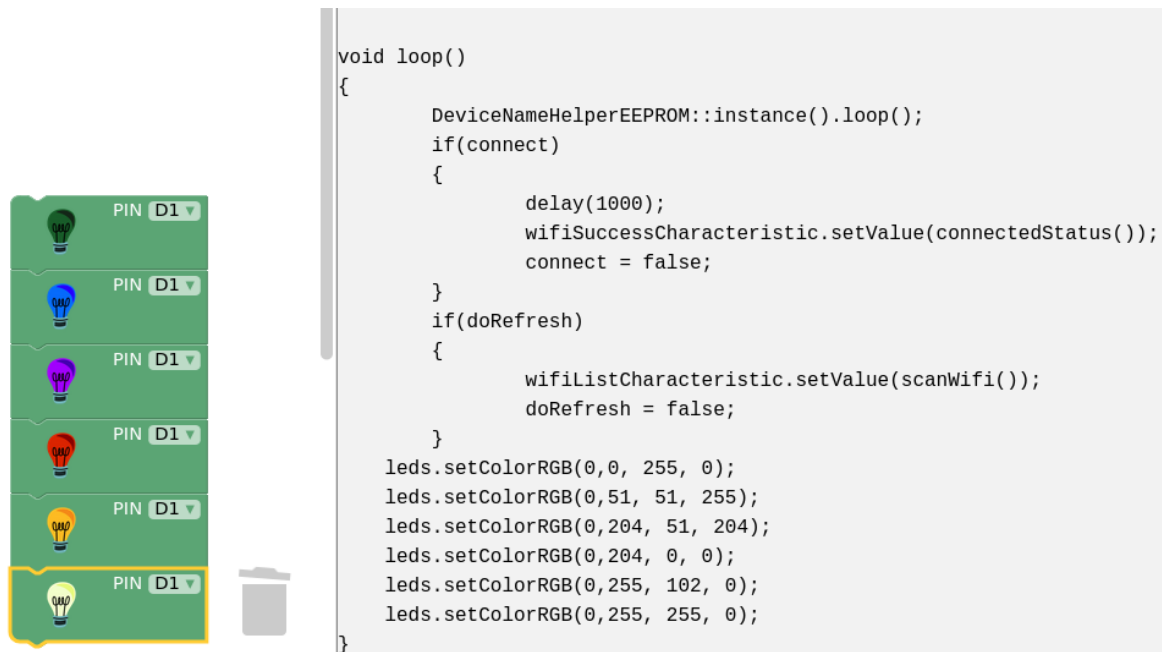 PIN D1
PIN D1
PIN D1
PIN D1
PIN D1
PIN D1
void loop()
{
DeviceNameHelperEEPROM::instance().loop();
if(connect)
{
delay(1000);
wifiSuccessCharacteristic.setValue(connectedStatus());
connect = false;
}
if(doRefresh)
{
wifiListCharacteristic.setValue(scanWifi());
doRefresh = false;
}
leds.setColorRGB(0,0, 255, 0);
leds.setColorRGB(0,51, 51, 255);
leds.setColorRGB(0,204, 51, 204);
leds.setColorRGB(0,204, 0, 0);
leds.setColorRGB(0,255, 102, 0);
leds.setColorRGB(0,255, 255, 0);
}